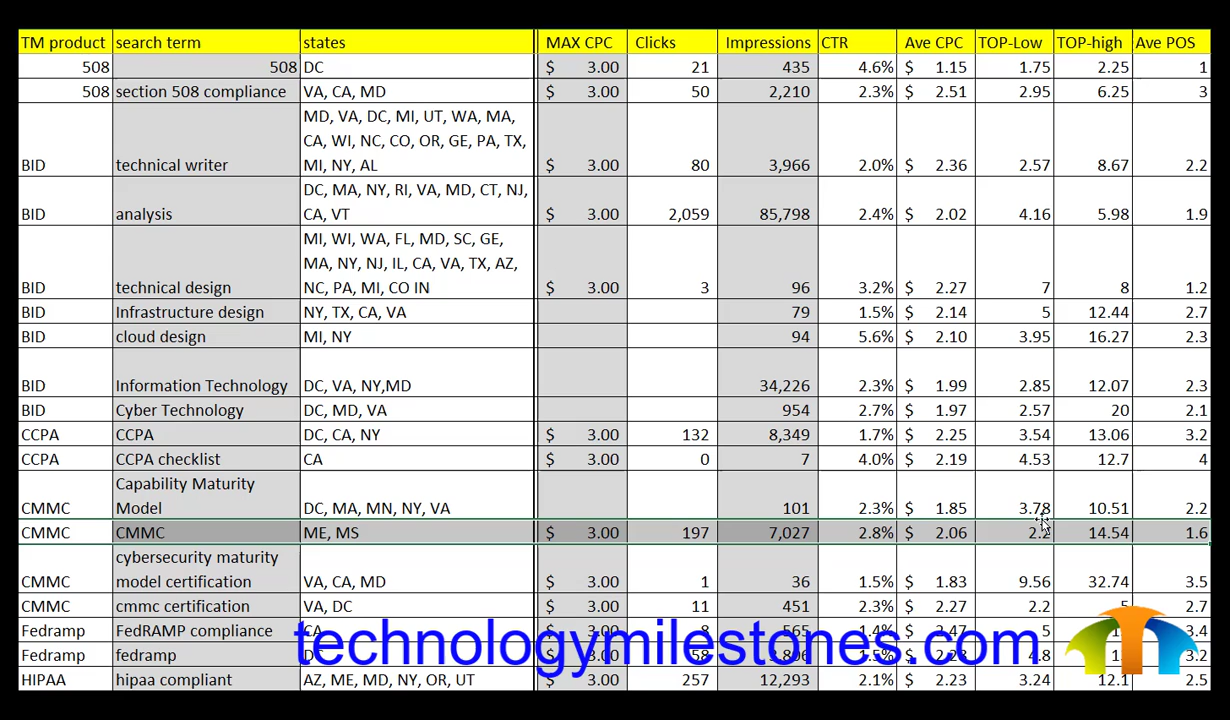 TM product search term states MAX CPC Clicks Impressions CTR Ave CPC TOP-Low TOP-high Ave POS
508 508 DC $ 3.00 21 435 4.6% $ 1.15 1.75 2.25 1
508 section 508 compliance VA, CA, MD $ 3.00 50 2,210 2.3% $ 2.51 2.95 6.25 3
MD, VA, DC, MI, UT, WA, MA,
CA, WI, NC, CO, OR, GE, PA, TX,
BID technical writer MI, NY, AL $ 3.00 80 3,966 2.0% $ 2.36 2.57 8.67 2.2
DC, MA, NY, RI, VA, MD, CT, NJ,
BID analysis CA, VT $ 3.00 2,059 85,798 2.4% $ 2.02 4.16 5.98 1.9
MI, WI, WA, FL, MD, SC, GE,
MA, NY, NJ, IL, CA, VA, TX, AZ,
BID technical design NC, PA, MI, CO IN $ 3.00 3 96 3.2% $ 2.27 7 8 1.2
BID Infrastructure design NY, TX, CA, VA 79 1.5% $ 2.14 5 12.44 2.7
BID cloud design MI, NY 94 5.6% $ 2.10 3.95 16.27 2.3
BID Information Technology DC, VA, NY,MD 34,226 2.3% $ 1.99 2.85 12.07 2.3
BID Cyber Technology DC, MD, VA 954 2.7% $ 1.97 2.57 20 2.1
CCPA CCPA DC, CA, NY $ 3.00 132 8,349 1.7% $ 2.25 3.54 13.06 3.2
CCPA CCPA checklist CA $ 3.00 0 7 4.0% $ 2.19 4.53 12.7 4
Capability Maturity
CMMC Model DC, MA, MN, NY, VA 101 2.3% $ 1.85 3.78 10.51 2.2
CMMC CMMC ME, MS $ 3.00 197 7,027 2.8% $ 2.06 2.2 14.54 1.6
cybersecurity maturity
CMMC model certification VA, CA, MD $ 3.00 1 36 1.5% $ 1.83 9.56 32.74 3.5
CMMC cmmc certification VA, DC $ 3.00 11 451 2.3% $ 2.27 2.2 2.7
Fedramp FedRAMP compliance CA 8 565 1.4% 2.47 5 3.4
technologymilestones.com
Fedramp fedramp 3.00 58 1.5% 4.8 3.2
HIPAA hipaa compliant AZ, ME, MD, NY, OR, UT $ 3.00 257 12,293 2.1% $ 2.23 3.24 12.1 2.5